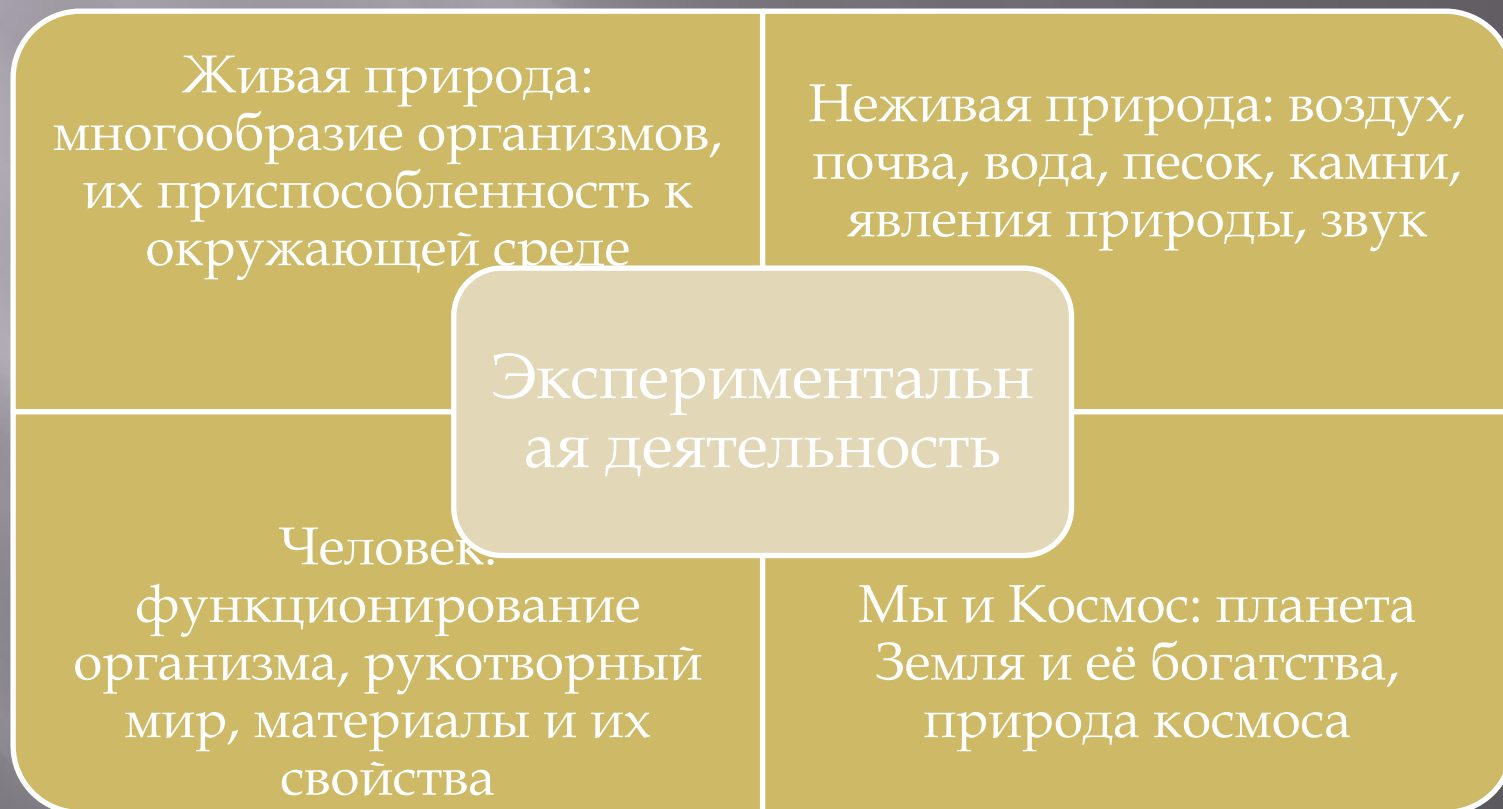 Живая природа:
многообразие организмов,
их приспособленность к
окружающей среде
Неживая природа: воздух,
почва, вода, песок, камни,
явления природы, звук
Экспериментальн
ая деятельность
Человек:
функционирование
организма, рукотворный
мир, материалы и их
свойства
Мы и Космос: планета
Земля и её богатства,
природа космоса